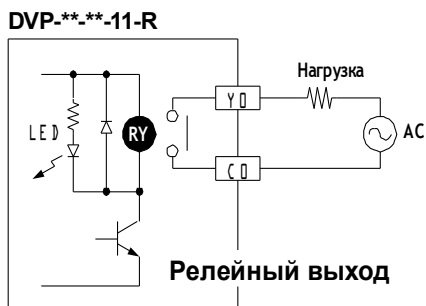 DVP-**-**-11-R
Нагрузка
Y0
LED
RY
AC
C0
Релейный выход